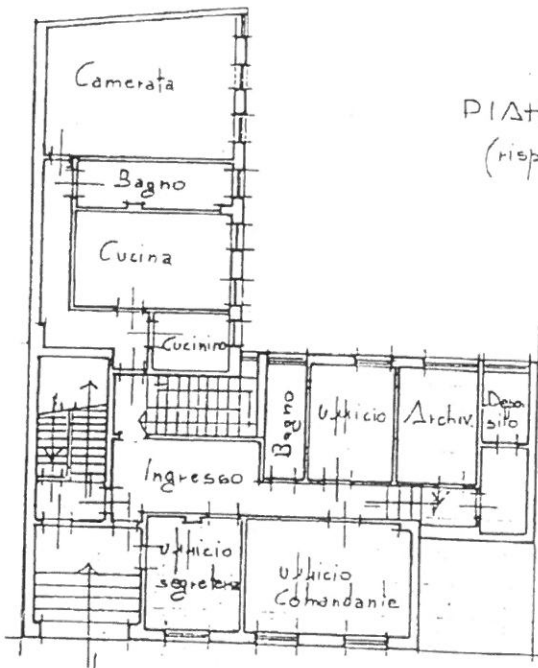 Camerata
PIA
(risp
Bagno
Cucina
Cucinino
Bagno
Ufficio
Archiv.
Depo
sito
Ingresso
Ufficio
segreteria
Ufficio
Comandante